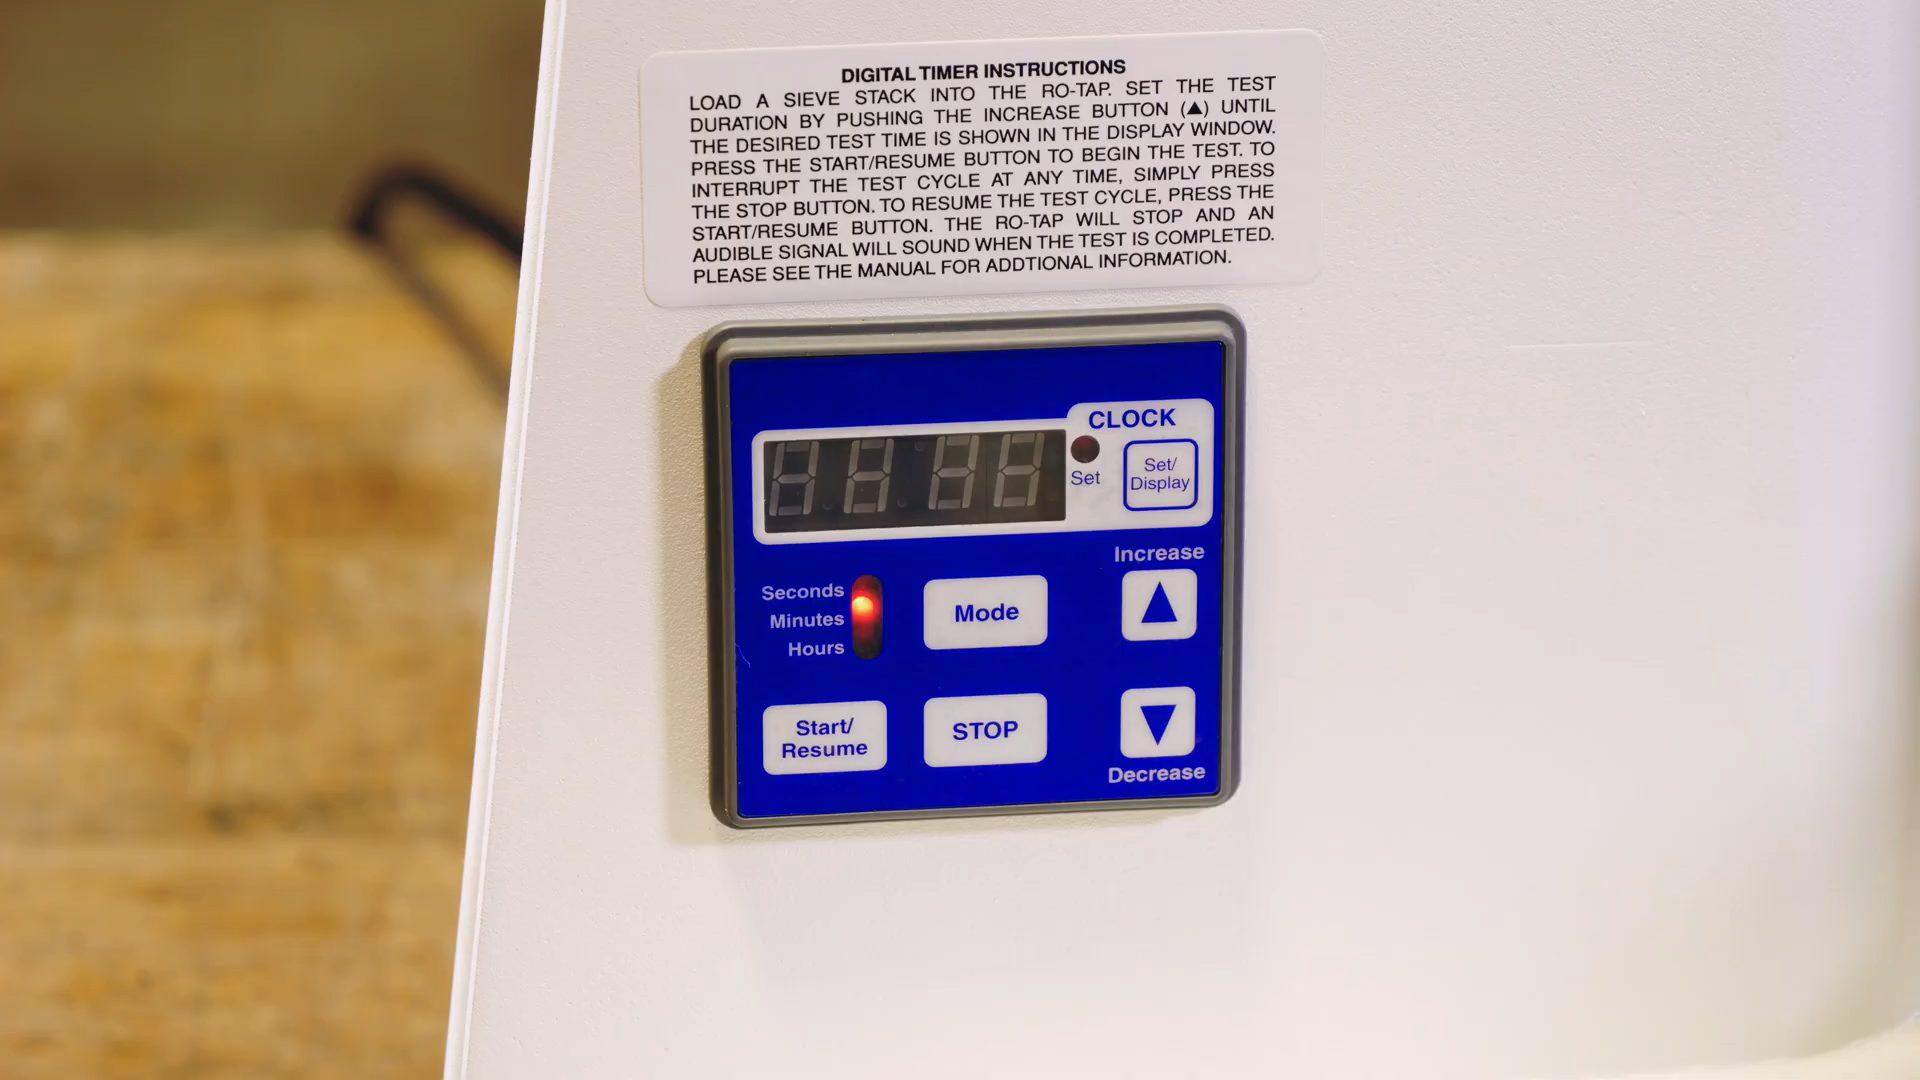 DIGITAL TIMER INSTRUCTIONS
LOAD A SIEVE STACK INTO THE RO-TAP. SET THE TEST
DURATION BY PUSHING THE INCREASE BUTTON (▲) UNTIL
THE DESIRED TEST TIME IS SHOWN IN THE DISPLAY WINDOW.
PRESS THE START/RESUME BUTTON TO BEGIN THE TEST. TO
INTERRUPT THE TEST CYCLE AT ANY TIME, SIMPLY PRESS
THE STOP BUTTON. TO RESUME THE TEST CYCLE, PRESS THE
START/RESUME BUTTON. THE RO-TAP WILL STOP AND AN
AUDIBLE SIGNAL WILL SOUND WHEN THE TEST IS COMPLETED.
PLEASE SEE THE MANUAL FOR ADDTIONAL INFORMATION.
CLOCK
Set
Set/
Display
Increase
Seconds
Minutes
Hours
Mode
Start/
Resume
STOP
Decrease